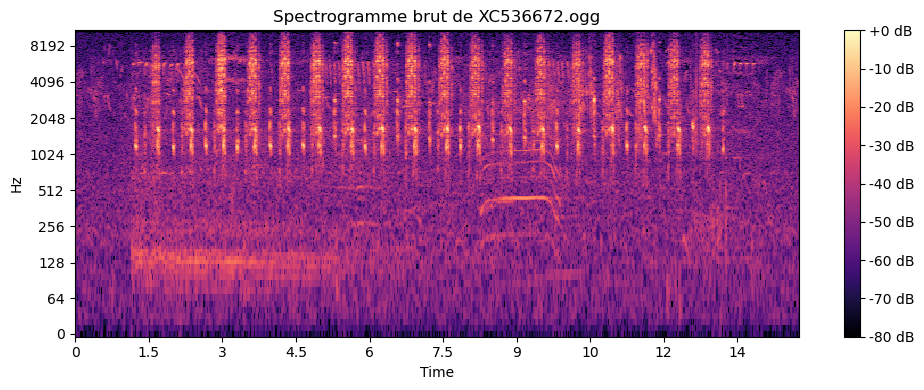 Spectrogramme brut de XC536672.ogg
8192
4096
2048
1024
512
256
128
64
0
Hz
0 1.5 3 4.5 6 7.5 9 10 12 14
Time
+0 dB
-10 dB
-20 dB
-30 dB
-40 dB
-50 dB
-60 dB
-70 dB
-80 dB